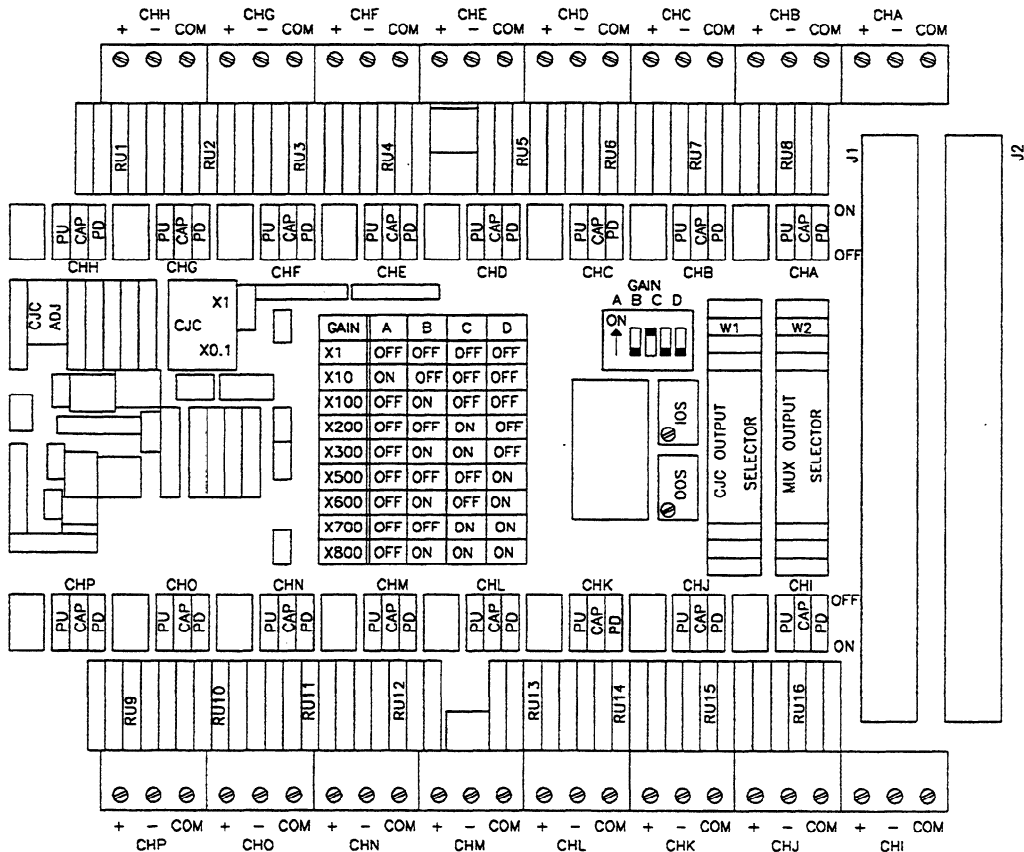 CHH CHG CHF CHE CHD CHC CHB CHA
+ − COM + − COM + − COM + − COM + − COM + − COM + − COM + − COM
RU1 RU2 RU3 RU4 RU5 RU6 RU7 RU8 J1 J2
PU CAP PD PU CAP PD PU CAP PD PU CAP PD PU CAP PD PU CAP PD PU CAP PD PU CAP PD ON
OFF
CHH CHG CHF CHE CHD CHC CHB CHA
CJC ADJ
X1
CJC
X0.1
GAIN
A B C D
ON
W1 W2
GAIN A B C D
X1 OFF OFF OFF OFF
X10 ON OFF OFF OFF
X100 OFF ON OFF OFF
X200 OFF OFF ON OFF
X300 OFF ON ON OFF
X500 OFF OFF OFF ON
X600 OFF ON OFF ON
X700 OFF OFF ON ON
X800 OFF ON ON ON
IOS
OOS
CJC OUTPUT
SELECTOR
MUX OUTPUT
SELECTOR
CHP CHO CHN CHM CHL CHK CHJ CHI
OFF
PU CAP PD PU CAP PD PU CAP PD PU CAP PD PU CAP PD PU CAP PD PU CAP PD PU CAP PD
ON
RU9 RU10 RU11 RU12 RU13 RU14 RU15 RU16
+ − COM + − COM + − COM + − COM + − COM + − COM + − COM + − COM
CHP CHO CHN CHM CHL CHK CHJ CHI